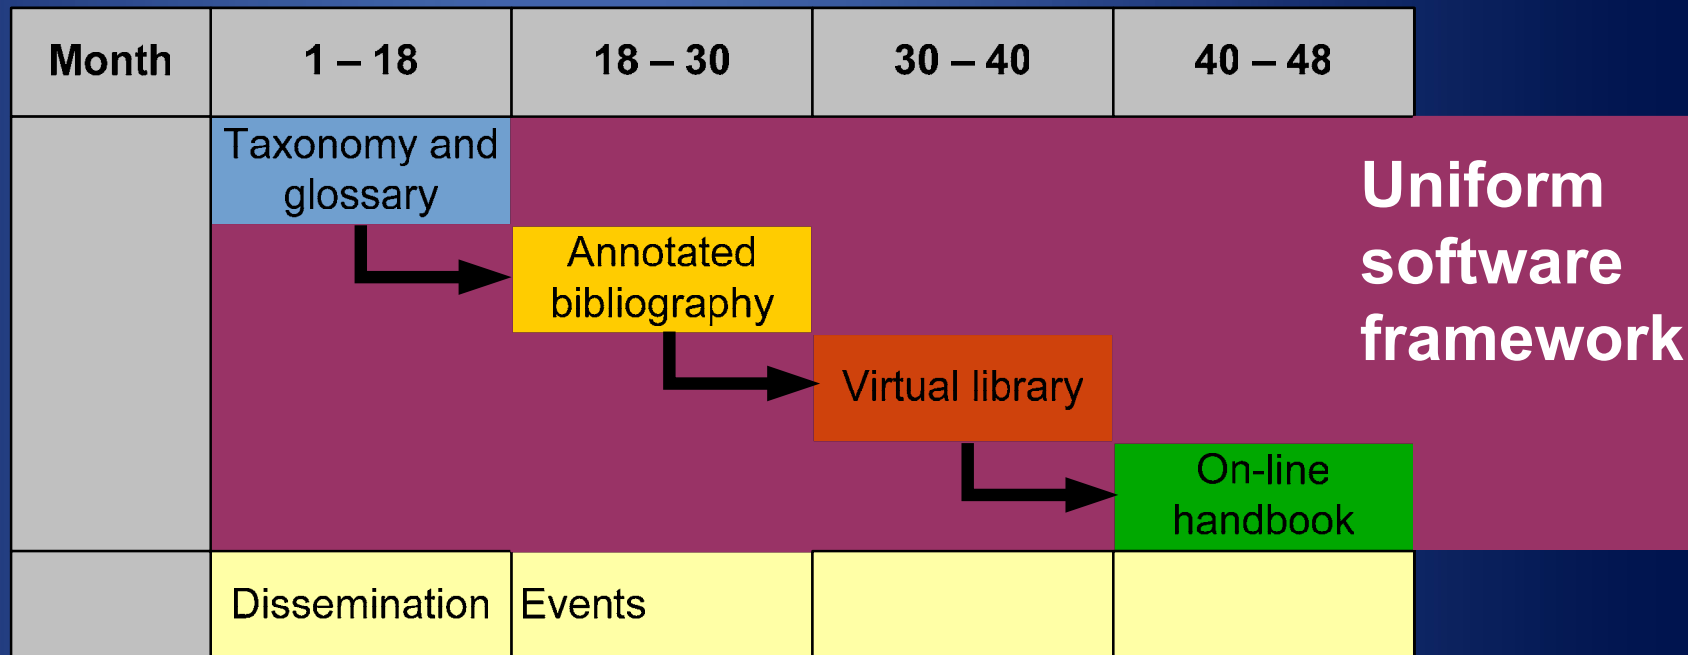 Month 1 – 18 18 – 30 30 – 40 40 – 48
Taxonomy and
glossary
Annotated
bibliography
Virtual library
On-line
handbook
Uniform
software
framework
Dissemination Events